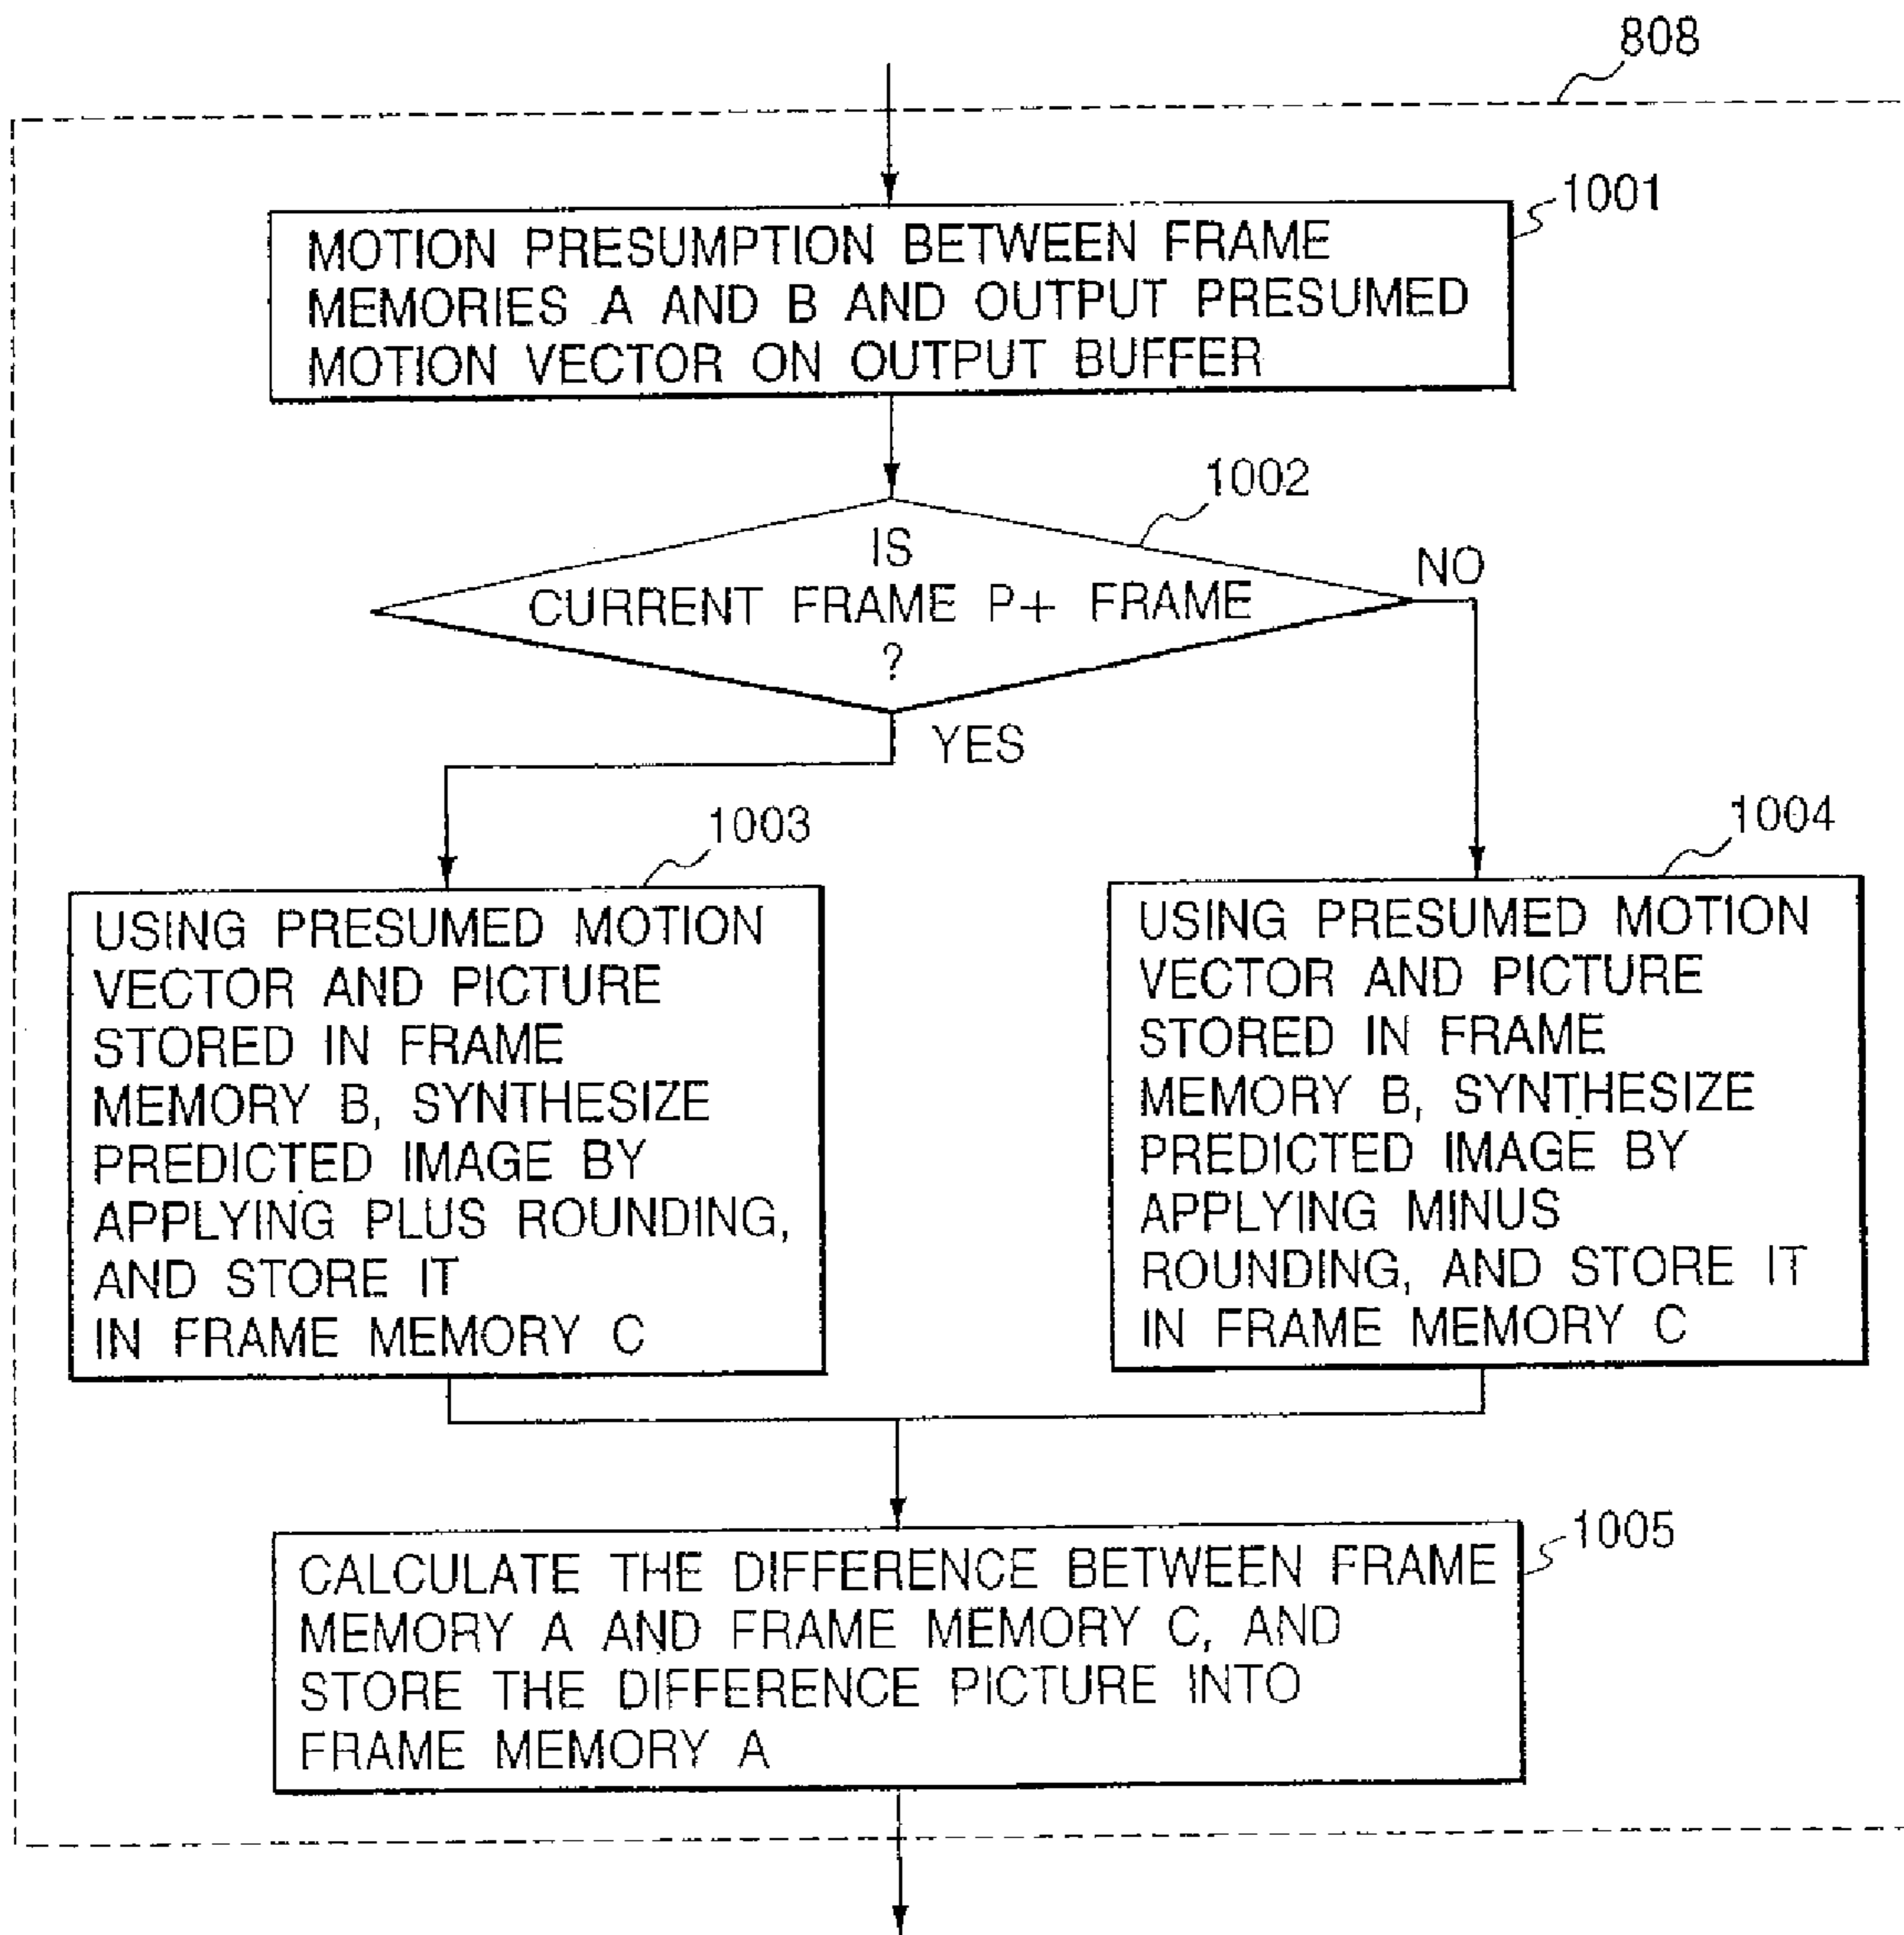 808
1001
MOTION PRESUMPTION BETWEEN FRAME
MEMORIES A AND B AND OUTPUT PRESUMED
MOTION VECTOR ON OUTPUT BUFFER
1002
IS
CURRENT FRAME P+ FRAME
?
NO
YES
1003
USING PRESUMED MOTION
VECTOR AND PICTURE
STORED IN FRAME
MEMORY B, SYNTHESIZE
PREDICTED IMAGE BY
APPLYING PLUS ROUNDING,
AND STORE IT
IN FRAME MEMORY C
1004
USING PRESUMED MOTION
VECTOR AND PICTURE
STORED IN FRAME
MEMORY B, SYNTHESIZE
PREDICTED IMAGE BY
APPLYING MINUS
ROUNDING, AND STORE IT
IN FRAME MEMORY C
1005
CALCULATE THE DIFFERENCE BETWEEN FRAME
MEMORY A AND FRAME MEMORY C, AND
STORE THE DIFFERENCE PICTURE INTO
FRAME MEMORY A